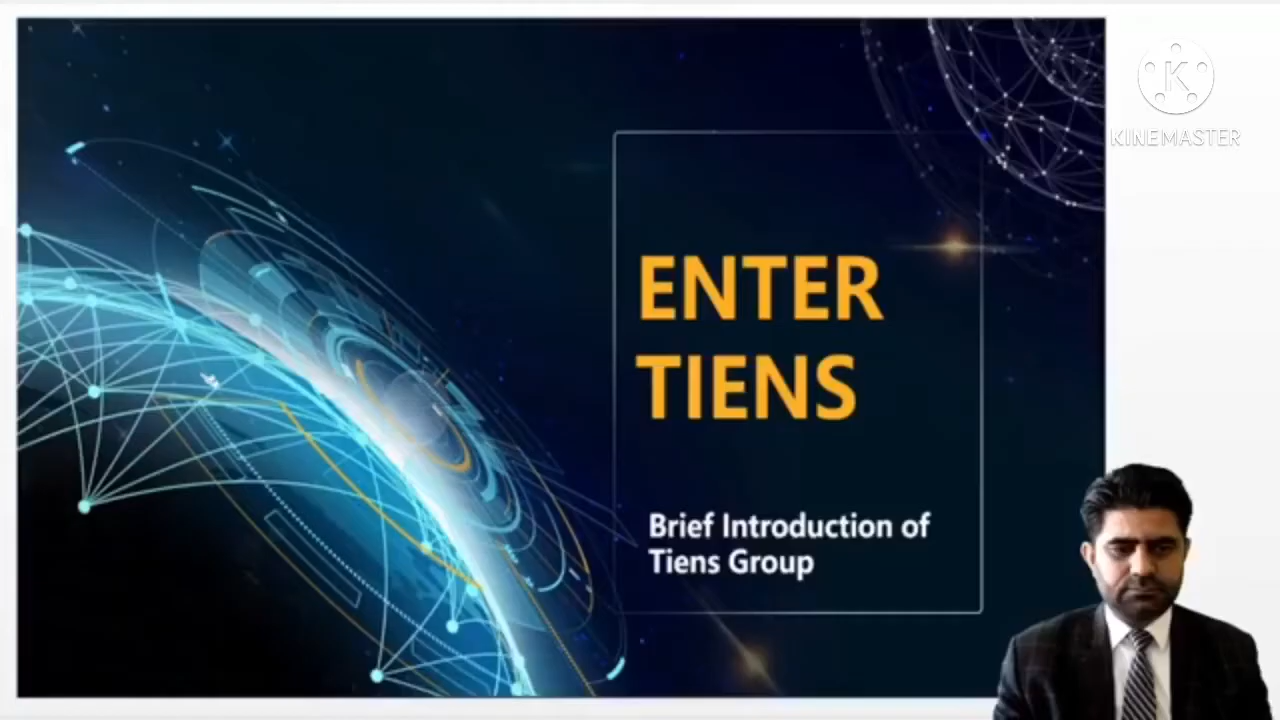 ENTER
TIENS
Brief Introduction of
Tiens Group
K
KINEMASTER